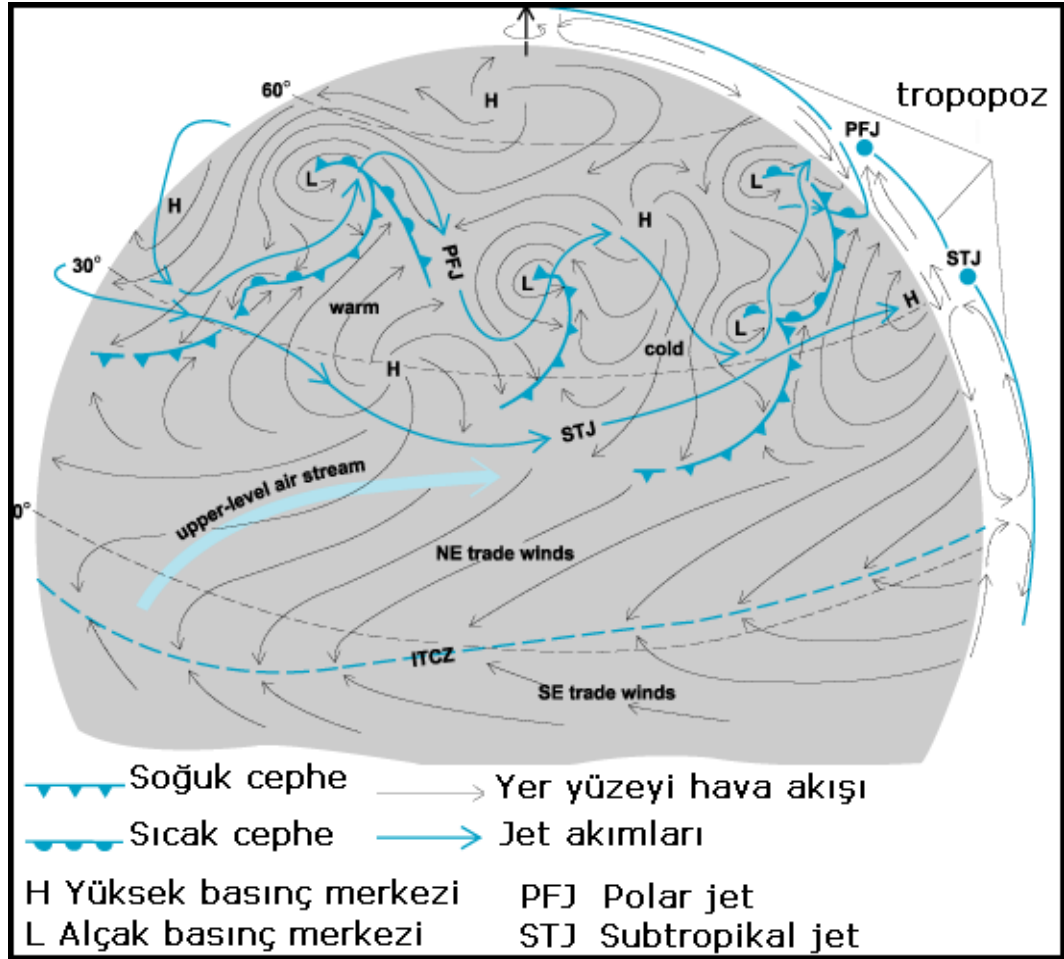 60°
H
tropopoz
PFJ
L
L
H
H
PFJ
STJ
30°
L
H
warm
L
cold
H
STJ
upper-level air stream
0°
NE trade winds
ITCZ
SE trade winds
Soğuk cephe
Yer yüzeyi hava akışı
Sıcak cephe
Jet akımları
H Yüksek basınç merkezi
PFJ Polar jet
L Alçak basınç merkezi
STJ Subtropikal jet